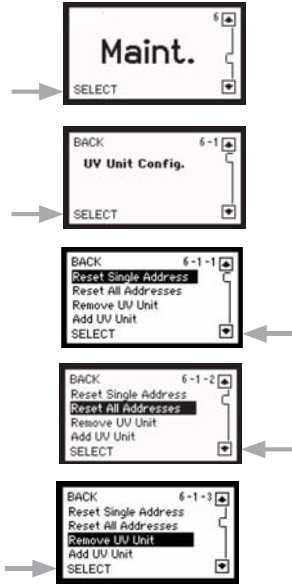 6
Maint.
SELECT
BACK 6-1
UV Unit Config.
SELECT
BACK 6-1-1
Reset Single Address
Reset All Addresses
Remove UV Unit
Add UV Unit
SELECT
BACK 6-1-2
Reset Single Address
Reset All Addresses
Remove UV Unit
Add UV Unit
SELECT
BACK 6-1-3
Reset Single Address
Reset All Addresses
Remove UV Unit
Add UV Unit
SELECT